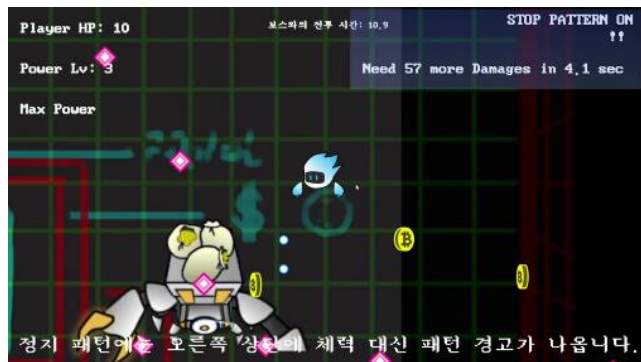 Player HP: 10
보스와의 전투 시간: 10.9
STOP PATTERN ON
!!
Power Lv: 3
Need 57 more Damages in 4.1 sec
Max Power
$
정지 패턴에는 오른쪽 상단에 체력 대신 패턴 경고가 나옵니다